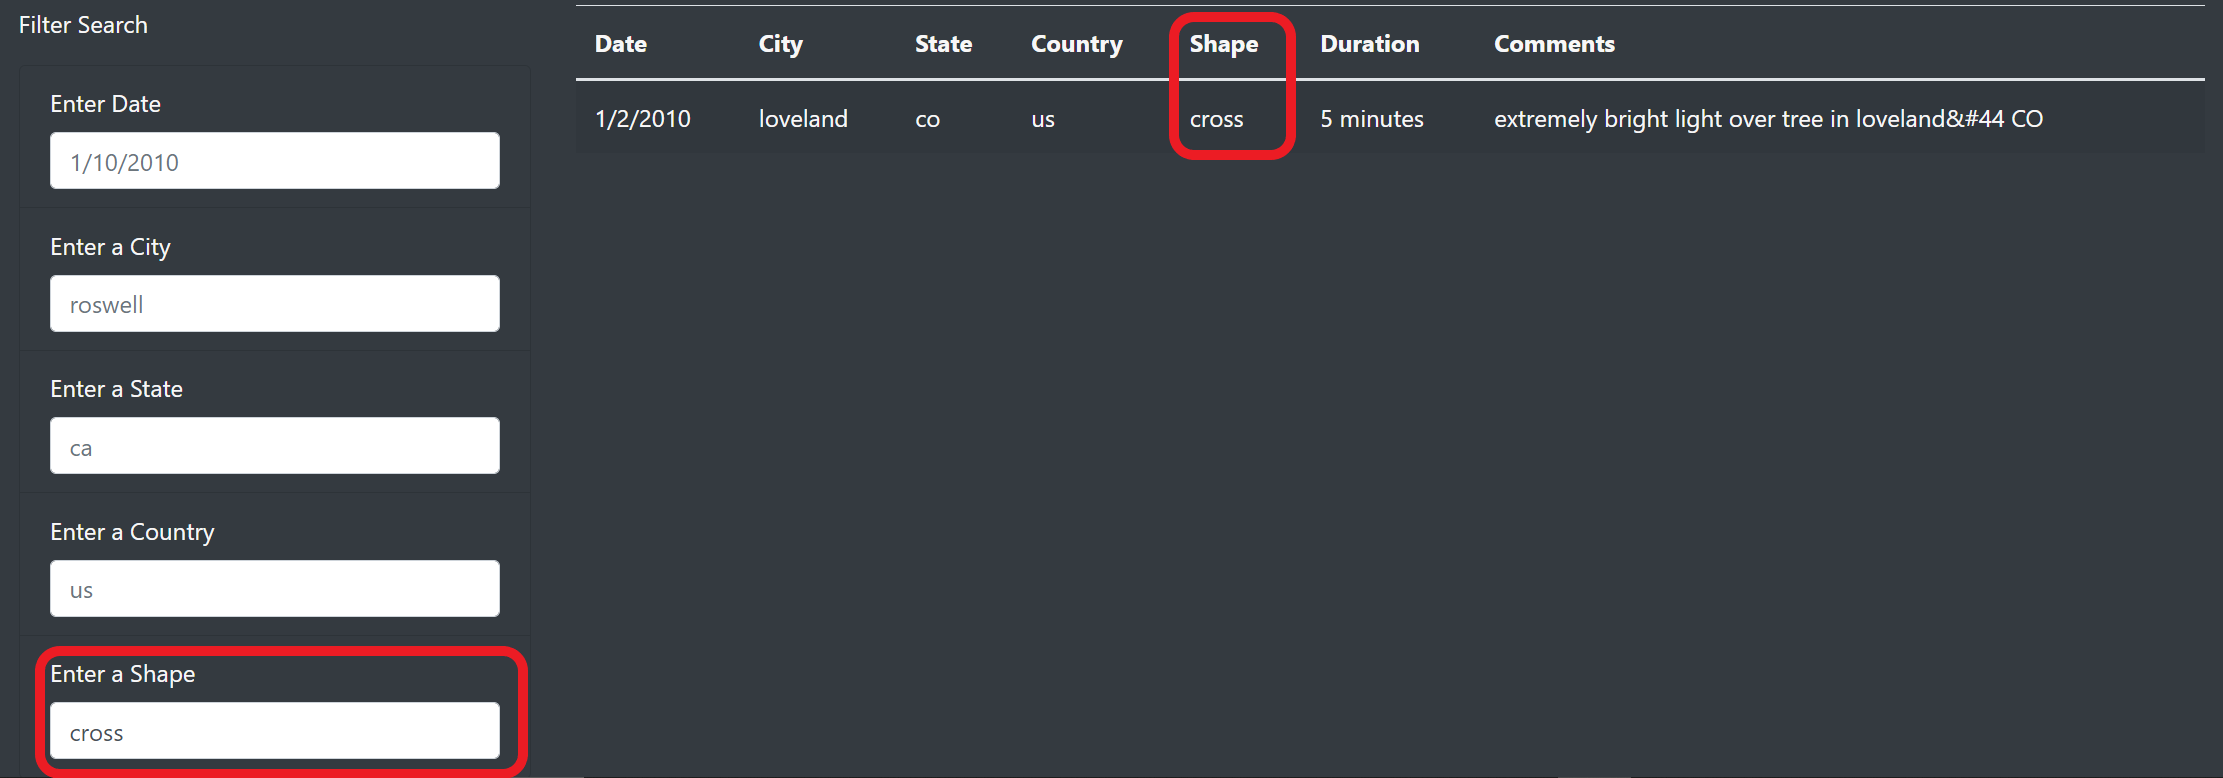 Filter Search
Enter Date
1/10/2010
Enter a City
roswell
Enter a State
ca
Enter a Country
us
Enter a Shape
cross
Date City State Country Shape Duration Comments
1/2/2010 loveland co us cross 5 minutes extremely bright light over tree in loveland&#44 CO